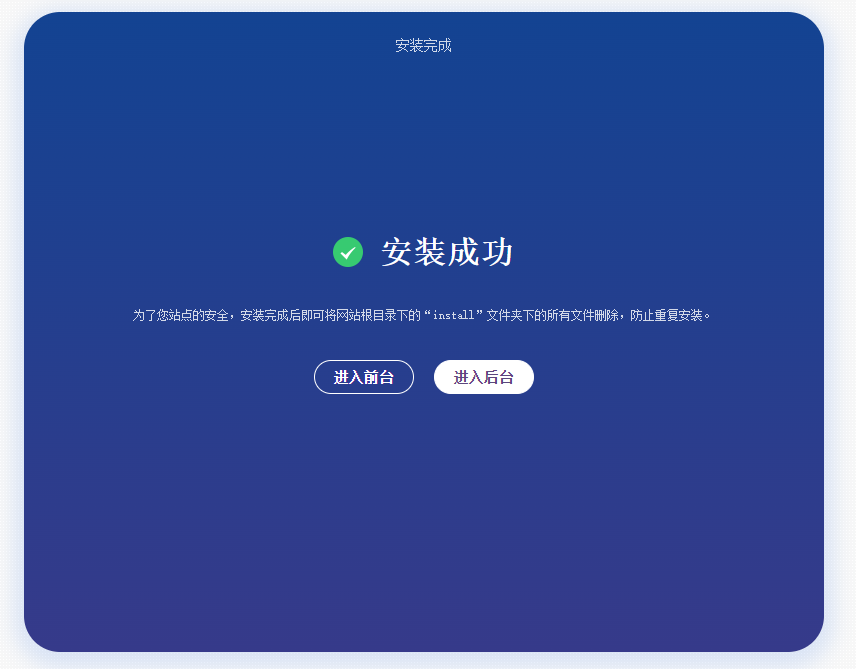 安装完成
安装成功
为了您站点的安全，安装完成后即可将网站根目录下的“install”文件夹下的所有文件删除，防止重复安装。
进入前台 进入后台